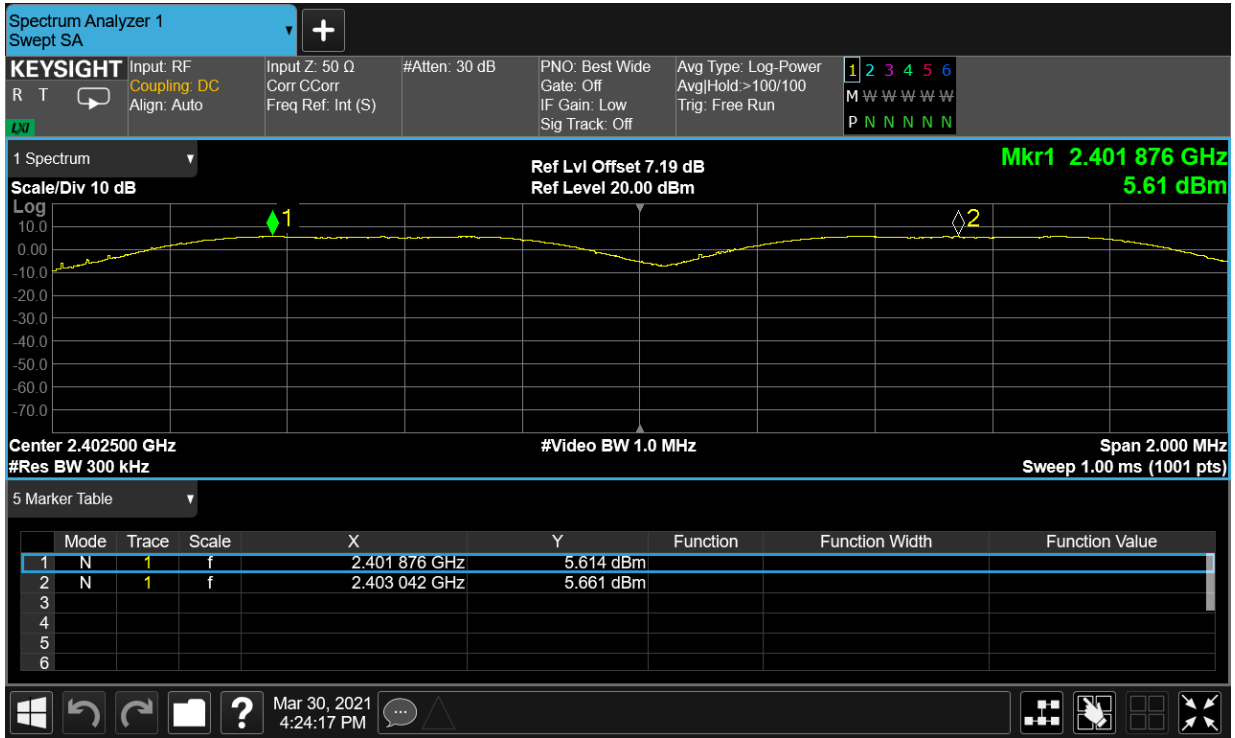 Spectrum Analyzer 1
Swept SA
KEYSIGHT Input: RF Input Z: 50 Ω #Atten: 30 dB PNO: Best Wide Avg Type: Log-Power 1 2 3 4 5 6
R T Coupling: DC Corr CCorr Gate: Off Avg|Hold:>100/100 M W W W W W
Align: Auto Freq Ref: Int (S) IF Gain: Low Trig: Free Run
LXI Sig Track: Off P N N N N N
1 Spectrum Ref Lvl Offset 7.19 dB Mkr1 2.401 876 GHz
Scale/Div 10 dB Ref Level 20.00 dBm 5.61 dBm
Log
1 2
10.0
0.00
-10.0
-20.0
-30.0
-40.0
-50.0
-60.0
-70.0
Center 2.402500 GHz #Video BW 1.0 MHz Span 2.000 MHz
#Res BW 300 kHz Sweep 1.00 ms (1001 pts)
5 Marker Table
Mode Trace Scale X Y Function Function Width Function Value
1 N 1 f 2.401 876 GHz 5.614 dBm
2 N 1 f 2.403 042 GHz 5.661 dBm
3
4
5
6
? Mar 30, 2021
4:24:17 PM